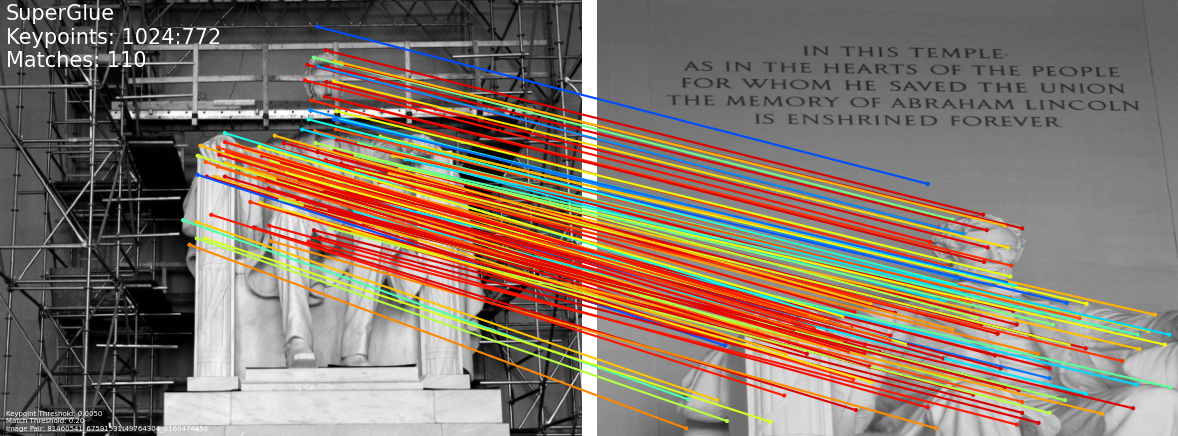 SuperGlue
Keypoints: 1024:772
Matches: 110
IN THIS TEMPLE
AS IN THE HEARTS OF THE PEOPLE
FOR WHOM HE SAVED THE UNION
THE MEMORY OF ABRAHAM LINCOLN
IS ENSHRINED FOREVER
Keypoint Threshold: 0.0050
Match Threshold: 0.20
Image Pair: